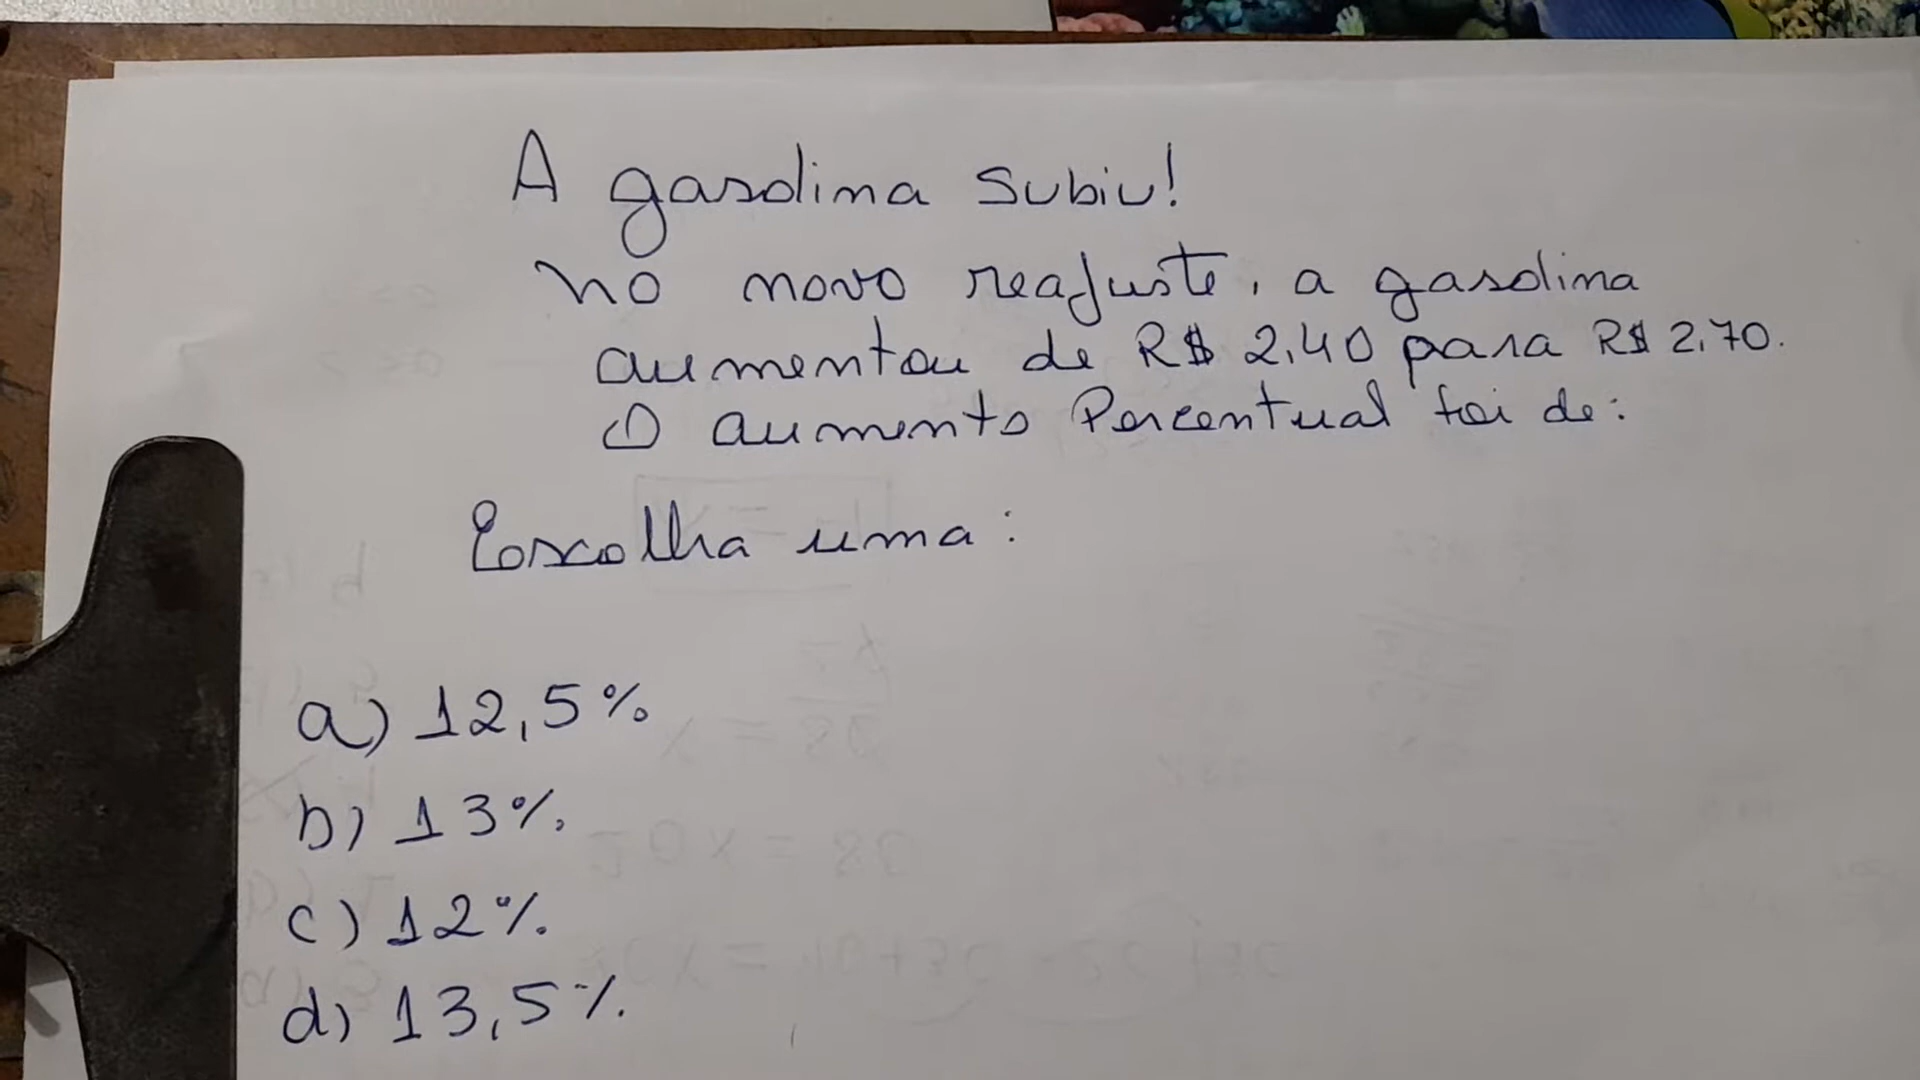 A gasolina subiu!
no novo reajuste, a gasolina
aumentou de R$ 2,40 para R$ 2,70.
O aumento Percentual foi de:
Escolha uma:
a) 12,5%
b) 13%.
c) 12%.
d) 13,5%.